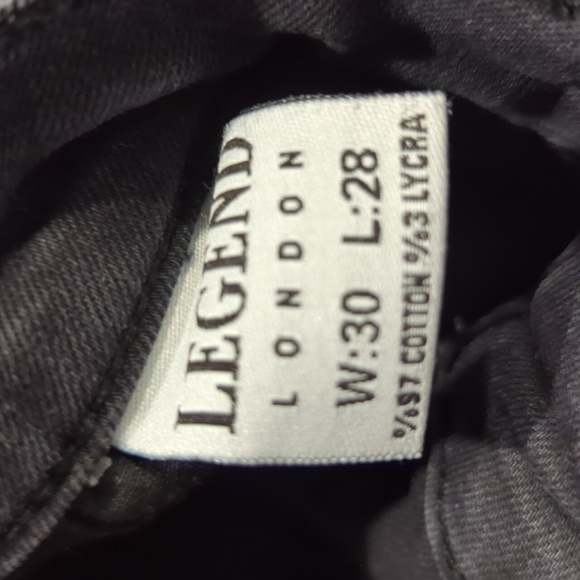 LEGEND
LONDON
W:30 L:28
%97 COTTON %3 LYCRA